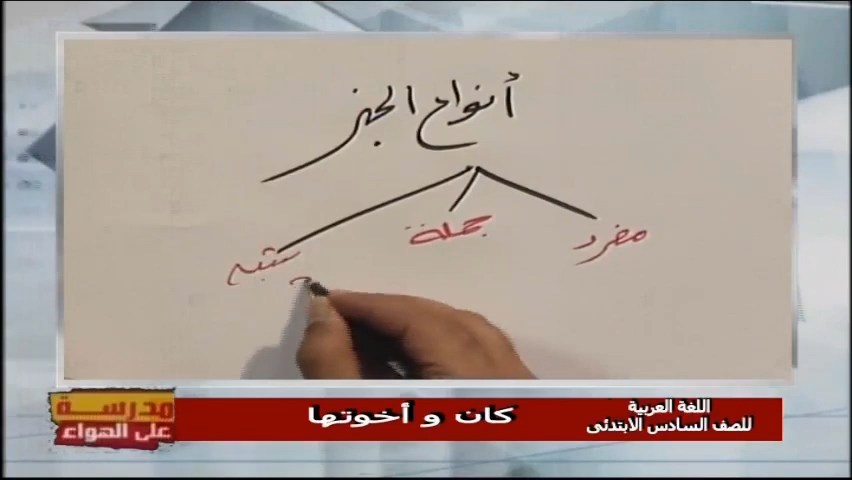 أنواع الخبر
مفرد
جملة
شبه
اللغة العربية
للصف السادس الابتدائى
كان و أخوتها
مدرسة
على الهواء